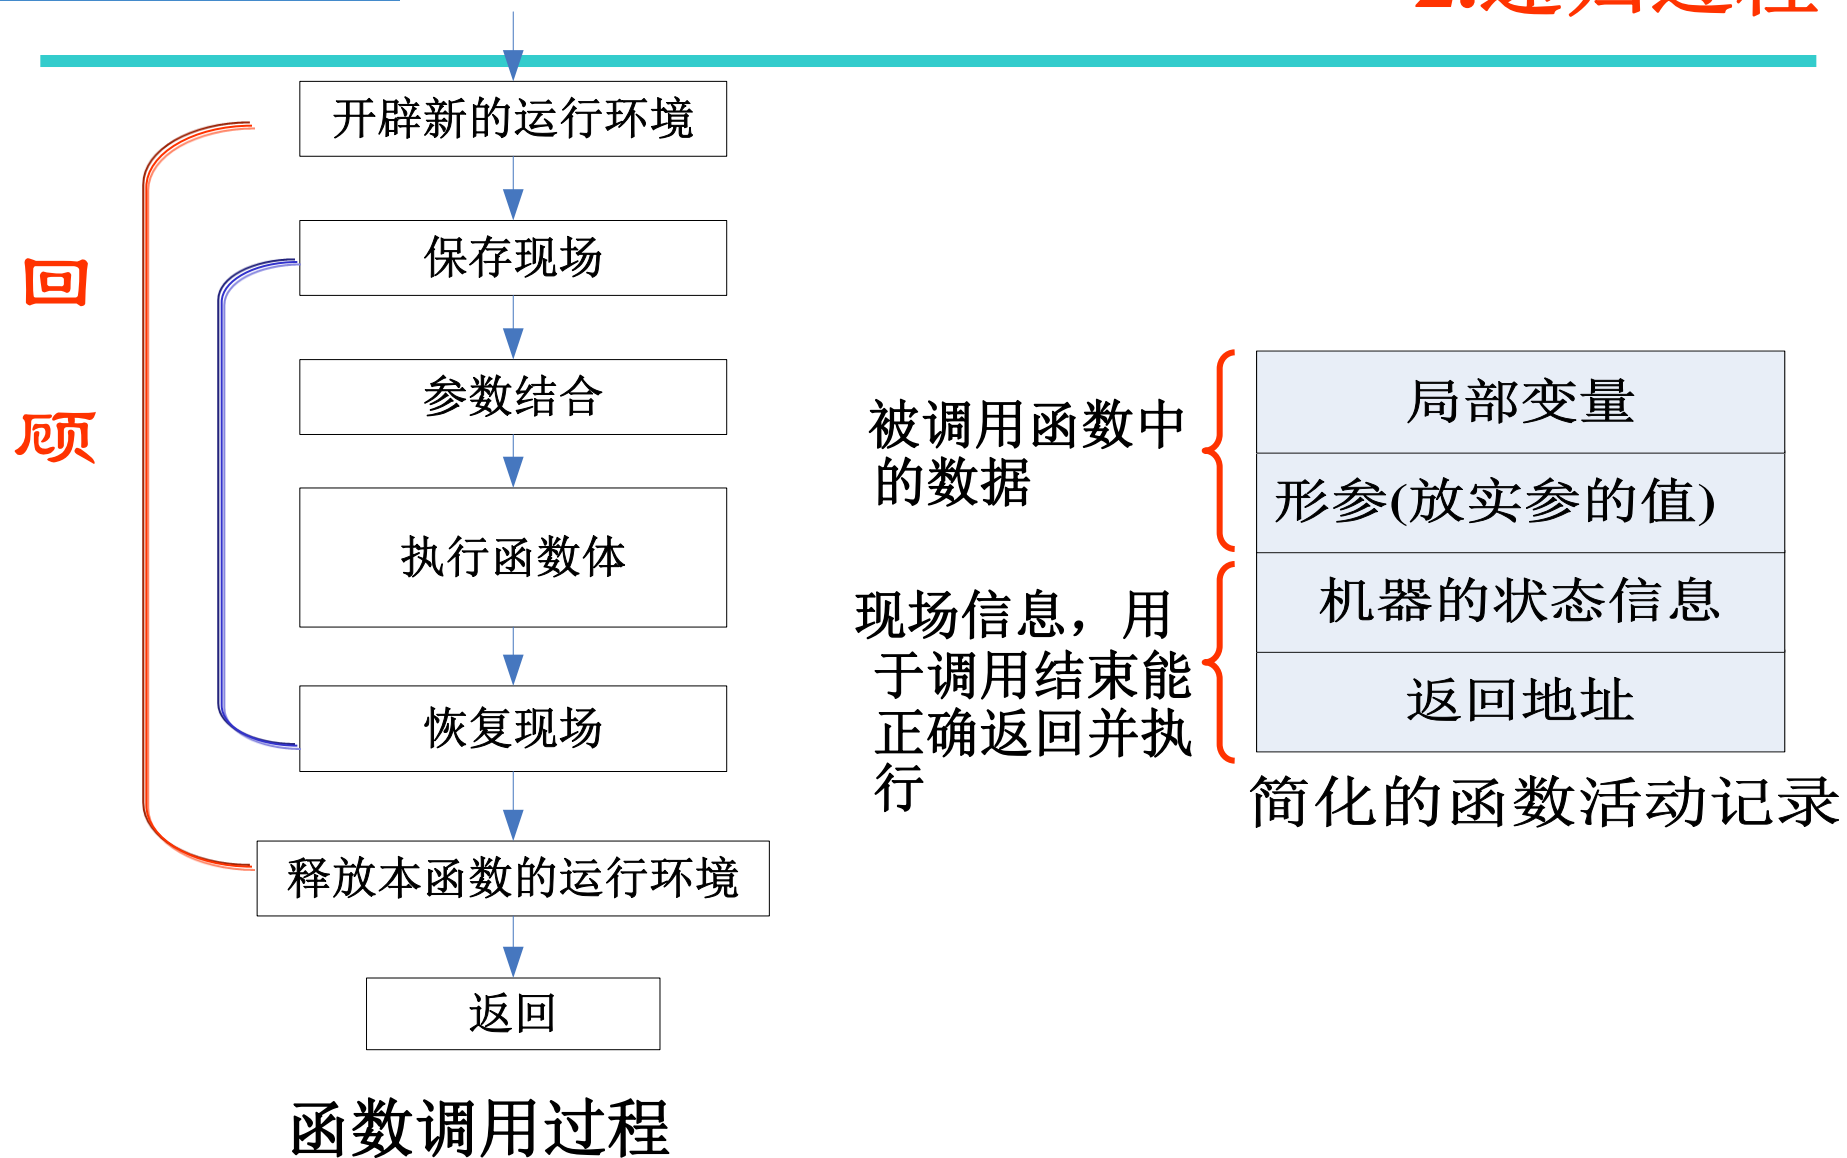 2.递归过程
开辟新的运行环境
保存现场
参数结合
执行函数体
恢复现场
释放本函数的运行环境
返回
函数调用过程
回
顾
被调用函数中
的数据
现场信息，用
于调用结束能
正确返回并执
行
局部变量
形参(放实参的值)
机器的状态信息
返回地址
简化的函数活动记录